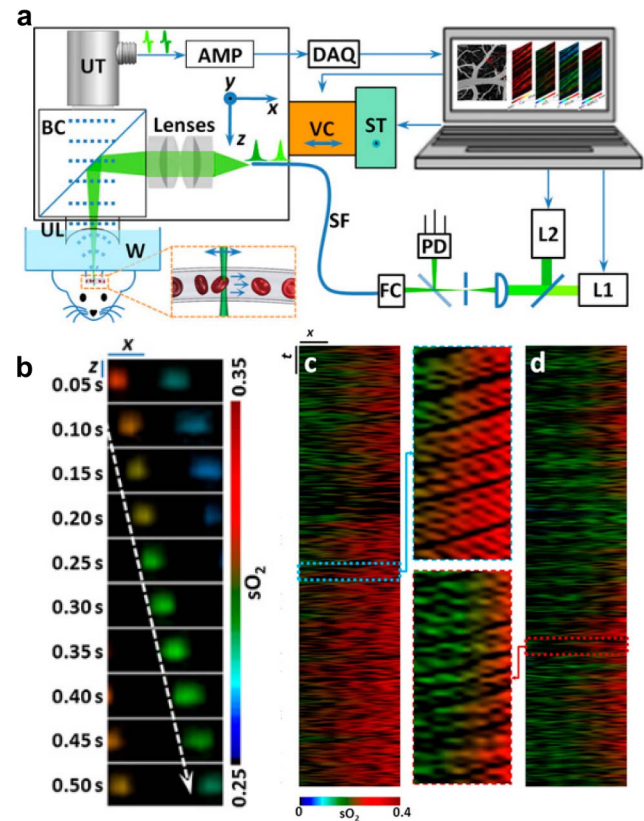 a
UT
AMP
DAQ
y
x
z
BC
Lenses
VC
ST
UL
W
SF
PD
L2
FC
L1
b
x
z
0.05 s
0.10 s
0.15 s
0.20 s
0.25 s
0.30 s
0.35 s
0.40 s
0.45 s
0.50 s
0.35
sO2
0.25
x
t
c
d
0
sO2
0.4